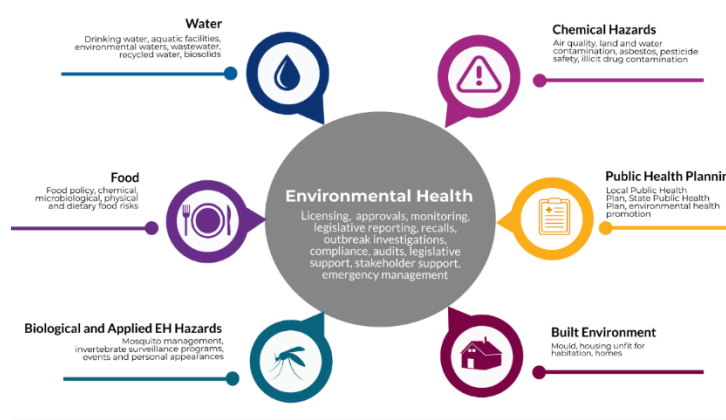 Water
Drinking water, aquatic facilities,
environmental waters, wastewater,
recycled water, biosolids
Chemical Hazards
Air quality, land and water
contamination, asbestos, pesticide
safety, illicit drug contamination
Food
Food policy, chemical,
microbiological, physical
and dietary food risks
Environmental Health
Licensing, approvals, monitoring,
legislative reporting, recalls,
outbreak investigations,
compliance, audits, legislative
support, stakeholder support,
emergency management
Public Health Plannin
Local Public Health
Plan, State Public Health
Plan, environmental health
promotion
Biological and Applied EH Hazards
Mosquito management,
invertebrate surveillance programs,
events and personal appearances
Built Environment
Mould, housing unfit for
habitation, homes